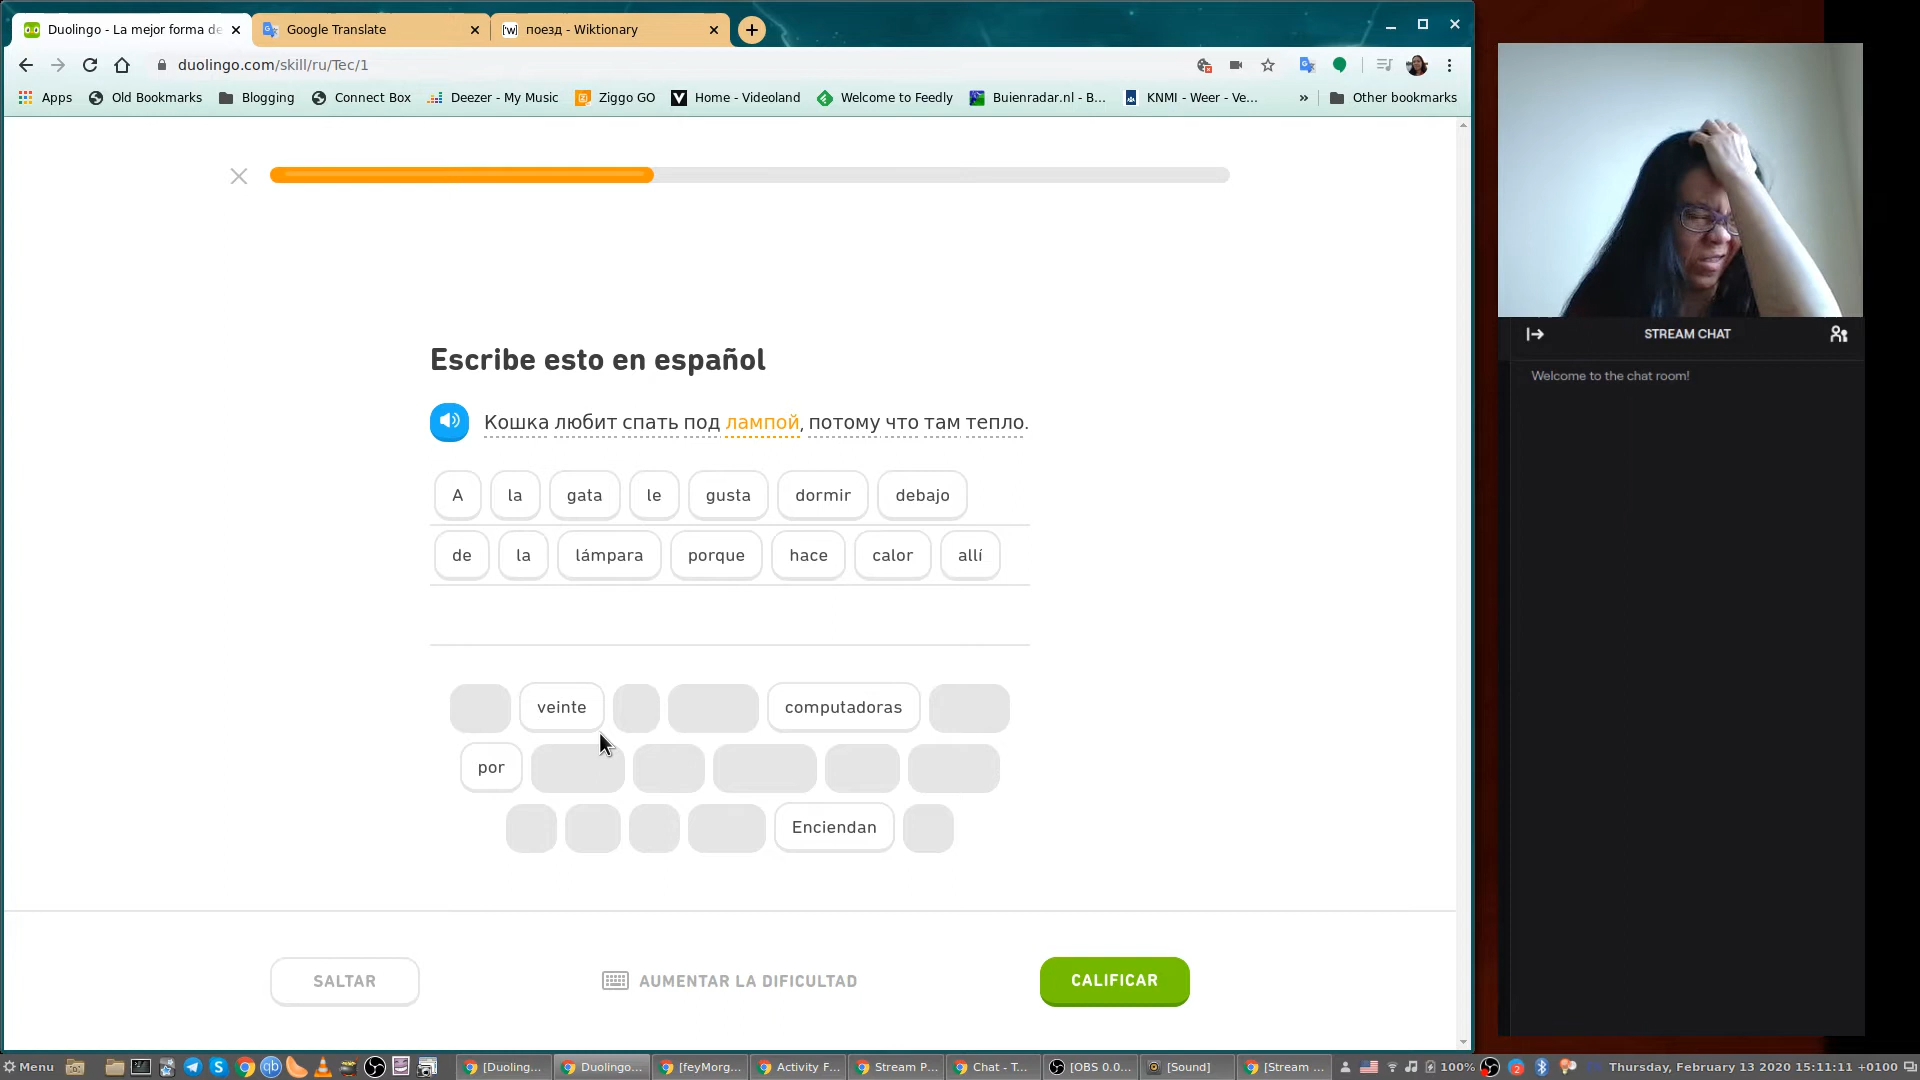 Duolingo - La mejor forma de
Google Translate
поезд - Wiktionary
duolingo.com/skill/ru/Tec/1
Apps Old Bookmarks Blogging Connect Box Deezer - My Music Ziggo GO Home - Videoland Welcome to Feedly Buienradar.nl - B... KNMI - Weer - Ve... » Other bookmarks
Escribe esto en español
Кошка любит спать под лампой, потому что там тепло.
A la gata le gusta dormir debajo
de la lámpara porque hace calor allí
veinte computadoras
por
Enciendan
SALTAR
AUMENTAR LA DIFICULTAD
CALIFICAR
STREAM CHAT
Welcome to the chat room!
Menu [Duoling... Duolingo... [feyMorg... Activity F... Stream P... Chat - T... [OBS 0.0... [Sound] [Stream ... 100% 2 Thursday, February 13 2020 15:11:11 +0100